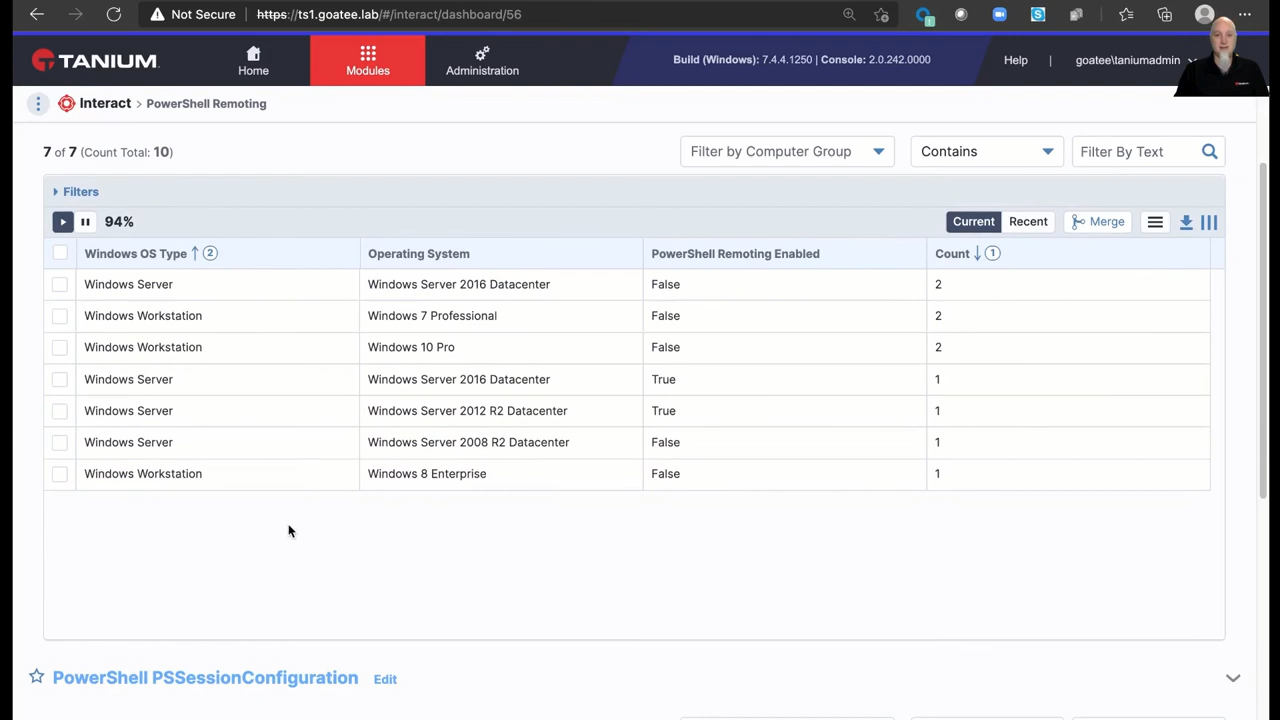 Not Secure https://ts1.goatee.lab/#/interact/dashboard/56
TANIUM Home Modules Administration Build (Windows): 7.4.4.1250 | Console: 2.0.242.0000 Help | goatee\taniumadmin
Interact > PowerShell Remoting
7 of 7 (Count Total: 10) Filter by Computer Group Contains Filter By Text
Filters
94% Current Recent Merge
Windows OS Type 2 Operating System PowerShell Remoting Enabled Count 1
Windows Server Windows Server 2016 Datacenter False 2
Windows Workstation Windows 7 Professional False 2
Windows Workstation Windows 10 Pro False 2
Windows Server Windows Server 2016 Datacenter True 1
Windows Server Windows Server 2012 R2 Datacenter True 1
Windows Server Windows Server 2008 R2 Datacenter False 1
Windows Workstation Windows 8 Enterprise False 1
PowerShell PSSessionConfiguration Edit